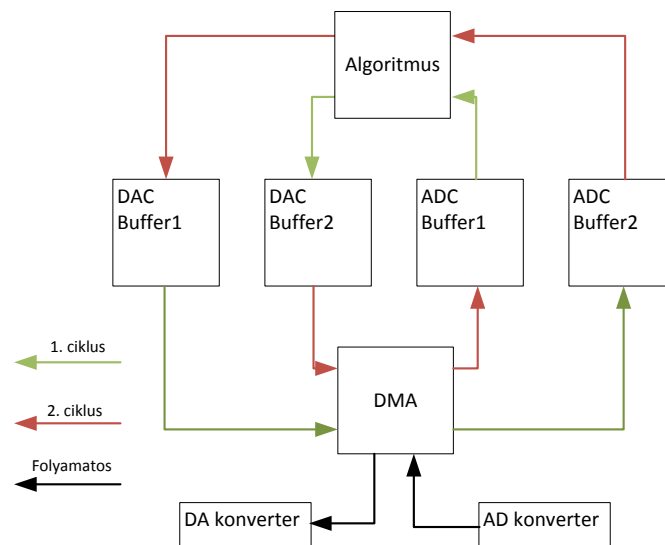 Algoritmus
DAC
Buffer1
DAC
Buffer2
ADC
Buffer1
ADC
Buffer2
1. ciklus
2. ciklus
Folyamatos
DMA
DA konverter
AD konverter